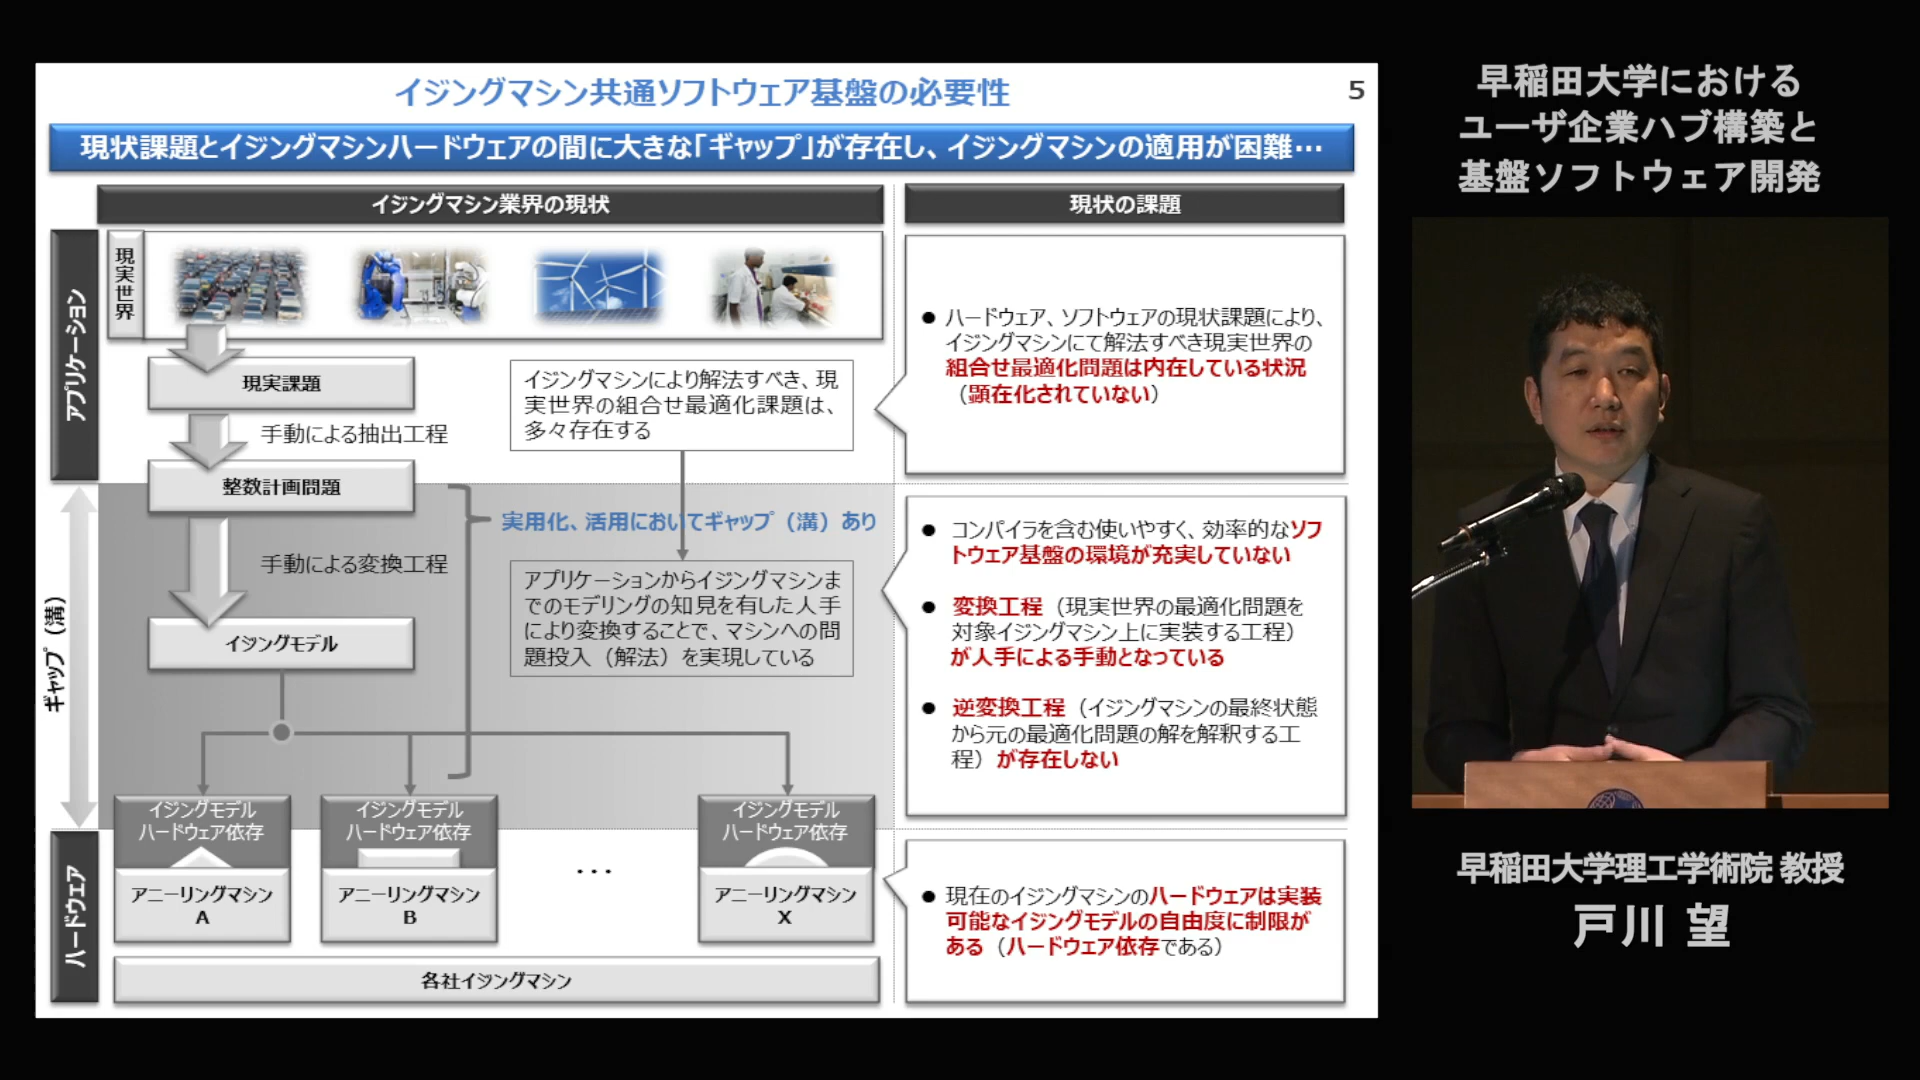 イジングマシン共通ソフトウェア基盤の必要性
5
現状課題とイジングマシンハードウェアの間に大きな「ギャップ」が存在し、イジングマシンの適用が困難…
イジングマシン業界の現状
現状の課題
アプリケーション
現実世界
現実課題
手動による抽出工程
整数計画問題
イジングマシンにより解法すべき、現
実世界の組合せ最適化課題は、
多々存在する
● ハードウェア、ソフトウェアの現状課題により、
イジングマシンにて解法すべき現実世界の
組合せ最適化問題は内在している状況
（顕在化されていない）
ギャップ（溝）
実用化、活用においてギャップ（溝）あり
手動による変換工程
イジングモデル
アプリケーションからイジングマシンま
でのモデリングの知見を有した人手
により変換することで、マシンへの問
題投入（解法）を実現している
● コンパイラを含む使いやすく、効率的なソフ
トウェア基盤の環境が充実していない
● 変換工程（現実世界の最適化問題を
対象イジングマシン上に実装する工程）
が人手による手動となっている
● 逆変換工程（イジングマシンの最終状態
から元の最適化問題の解を解釈する工
程）が存在しない
ハードウェア
イジングモデル
ハードウェア依存
アニーリングマシン
A
イジングモデル
ハードウェア依存
アニーリングマシン
B
…
イジングモデル
ハードウェア依存
アニーリングマシン
X
各社イジングマシン
● 現在のイジングマシンのハードウェアは実装
可能なイジングモデルの自由度に制限が
ある（ハードウェア依存である）
早稲田大学における
ユーザ企業ハブ構築と
基盤ソフトウェア開発
早稲田大学理工学術院 教授
戸川 望